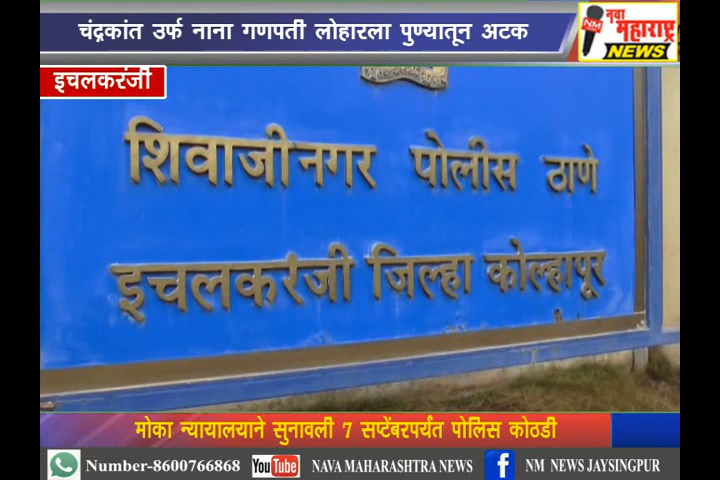 चंद्रकांत उर्फ नाना गणपती लोहारला पुण्यातून अटक
NM
नवा
महाराष्ट्र
NEWS
इचलकरंजी
शिवाजीनगर पोलीस ठाणे
इचलकरंजी जिल्हा कोल्हापूर
मोका न्यायालयाने सुनावली 7 सप्टेंबरपर्यंत पोलिस कोठडी
Number-8600766868 YouTube NAVA MAHARASHTRA NEWS f NM NEWS JAYSINGPUR